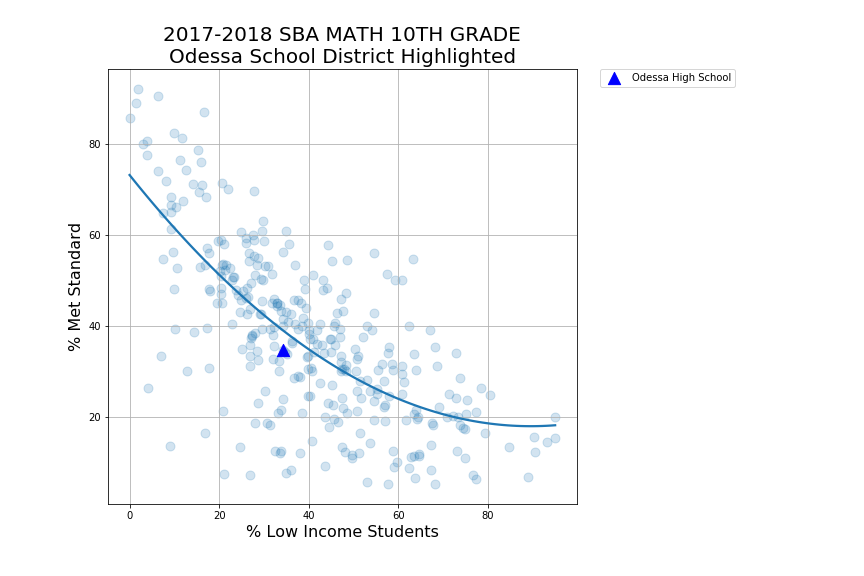 2017-2018 SBA MATH 10TH GRADE
Odessa School District Highlighted
Odessa High School
% Met Standard
80
60
40
20
0
20
40
60
80
% Low Income Students